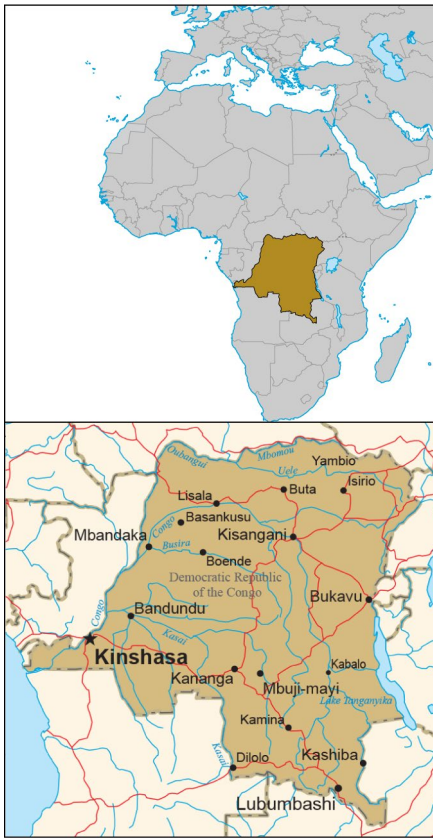 Oubangui
Mbomou
Yambio
Uele
Isirio
Buta
Lisala
Congo
Basankusu
Kisangani
Mbandaka
Busira
Boende
Democratic Republic
of the Congo
Bukavu
Congo
Bandundu
Kasai
Kinshasa
Kabalo
Kananga
Mbuji-mayi
Lake Tanganyika
Kamina
Kasai
Dilolo
Kashiba
Lubumbashi